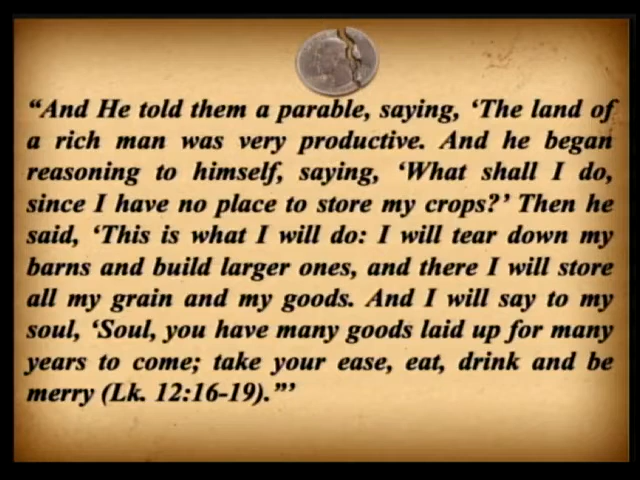 “And He told them a parable, saying, ‘The land of
a rich man was very productive. And he began
reasoning to himself, saying, ‘What shall I do,
since I have no place to store my crops?’ Then he
said, ‘This is what I will do: I will tear down my
barns and build larger ones, and there I will store
all my grain and my goods. And I will say to my
soul, ‘Soul, you have many goods laid up for many
years to come; take your ease, eat, drink and be
merry (Lk. 12:16-19).”’